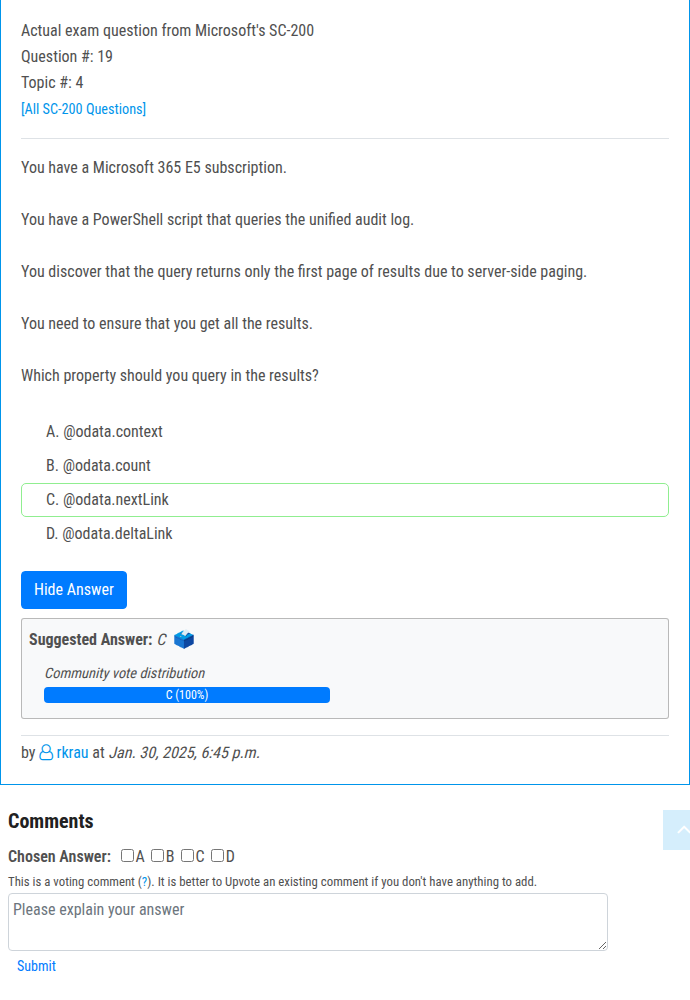 Actual exam question from Microsoft's SC-200
Question #: 19
Topic #: 4
[All SC-200 Questions]
You have a Microsoft 365 E5 subscription.
You have a PowerShell script that queries the unified audit log.
You discover that the query returns only the first page of results due to server-side paging.
You need to ensure that you get all the results.
Which property should you query in the results?
A. @odata.context
B. @odata.count
C. @odata.nextLink
D. @odata.deltaLink
Hide Answer
Suggested Answer: C
Community vote distribution
C (100%)
by rkrau at Jan. 30, 2025, 6:45 p.m.
Comments
Chosen Answer: A B C D
This is a voting comment (?). It is better to Upvote an existing comment if you don't have anything to add.
Please explain your answer
Submit